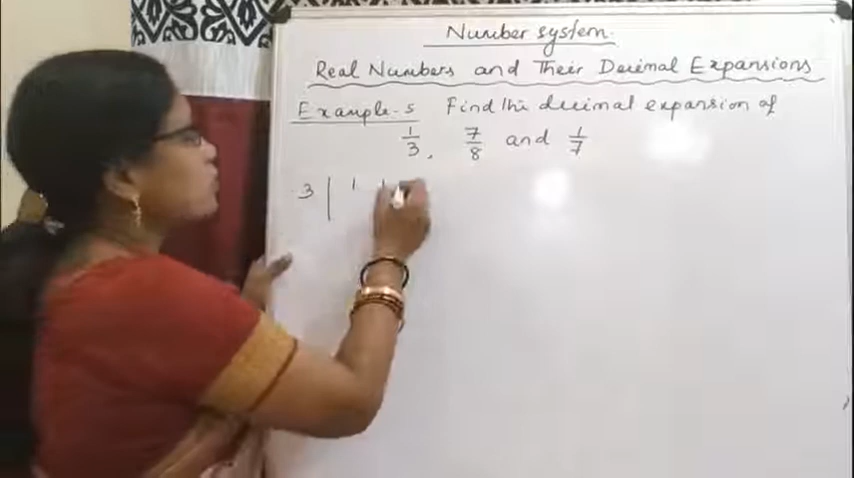 Number system.
Real Numbers and Their Decimal Expansions
Example-5 Find the decimal expansion of
1/3, 7/8 and 1/7
3 | 1